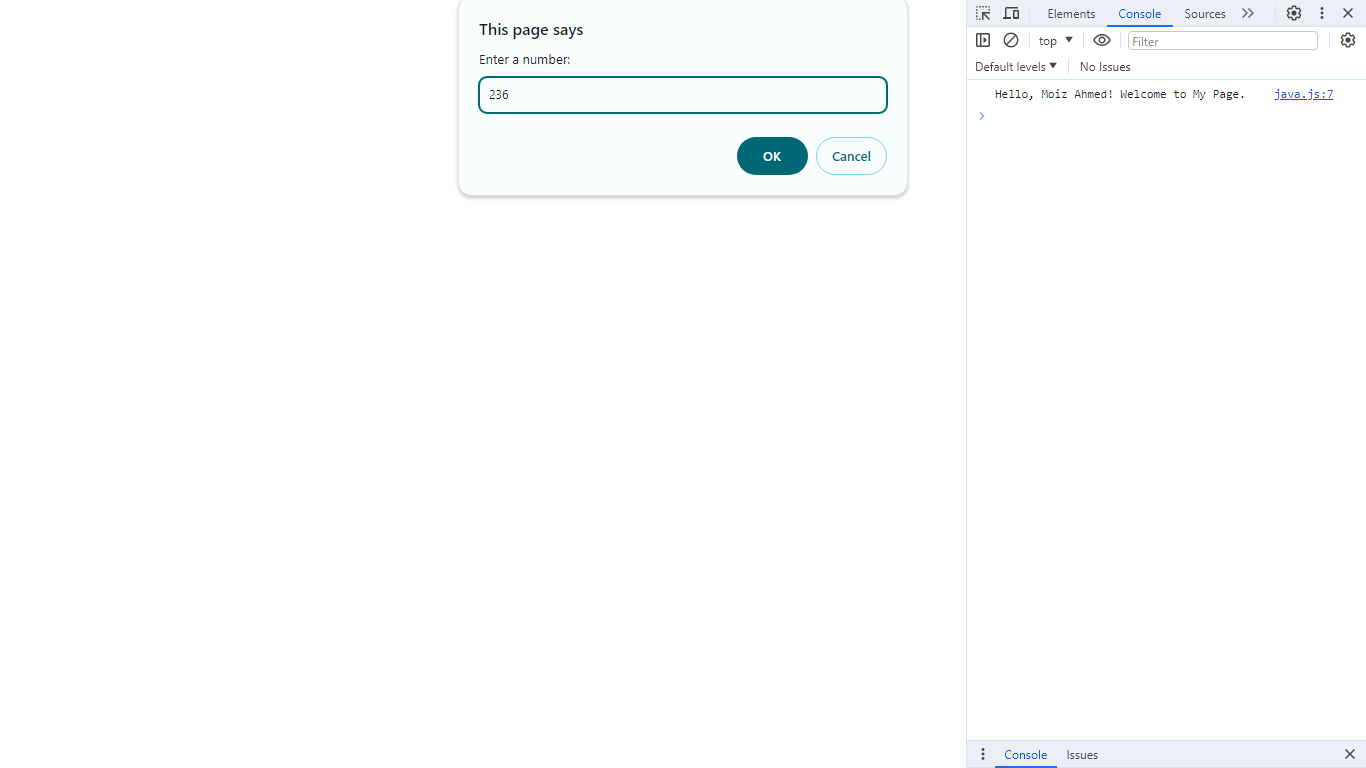 This page says
Enter a number:
236
OK Cancel
Elements Console Sources
top Filter
Default levels No Issues
Hello, Moiz Ahmed! Welcome to My Page. java.js:7
Console Issues